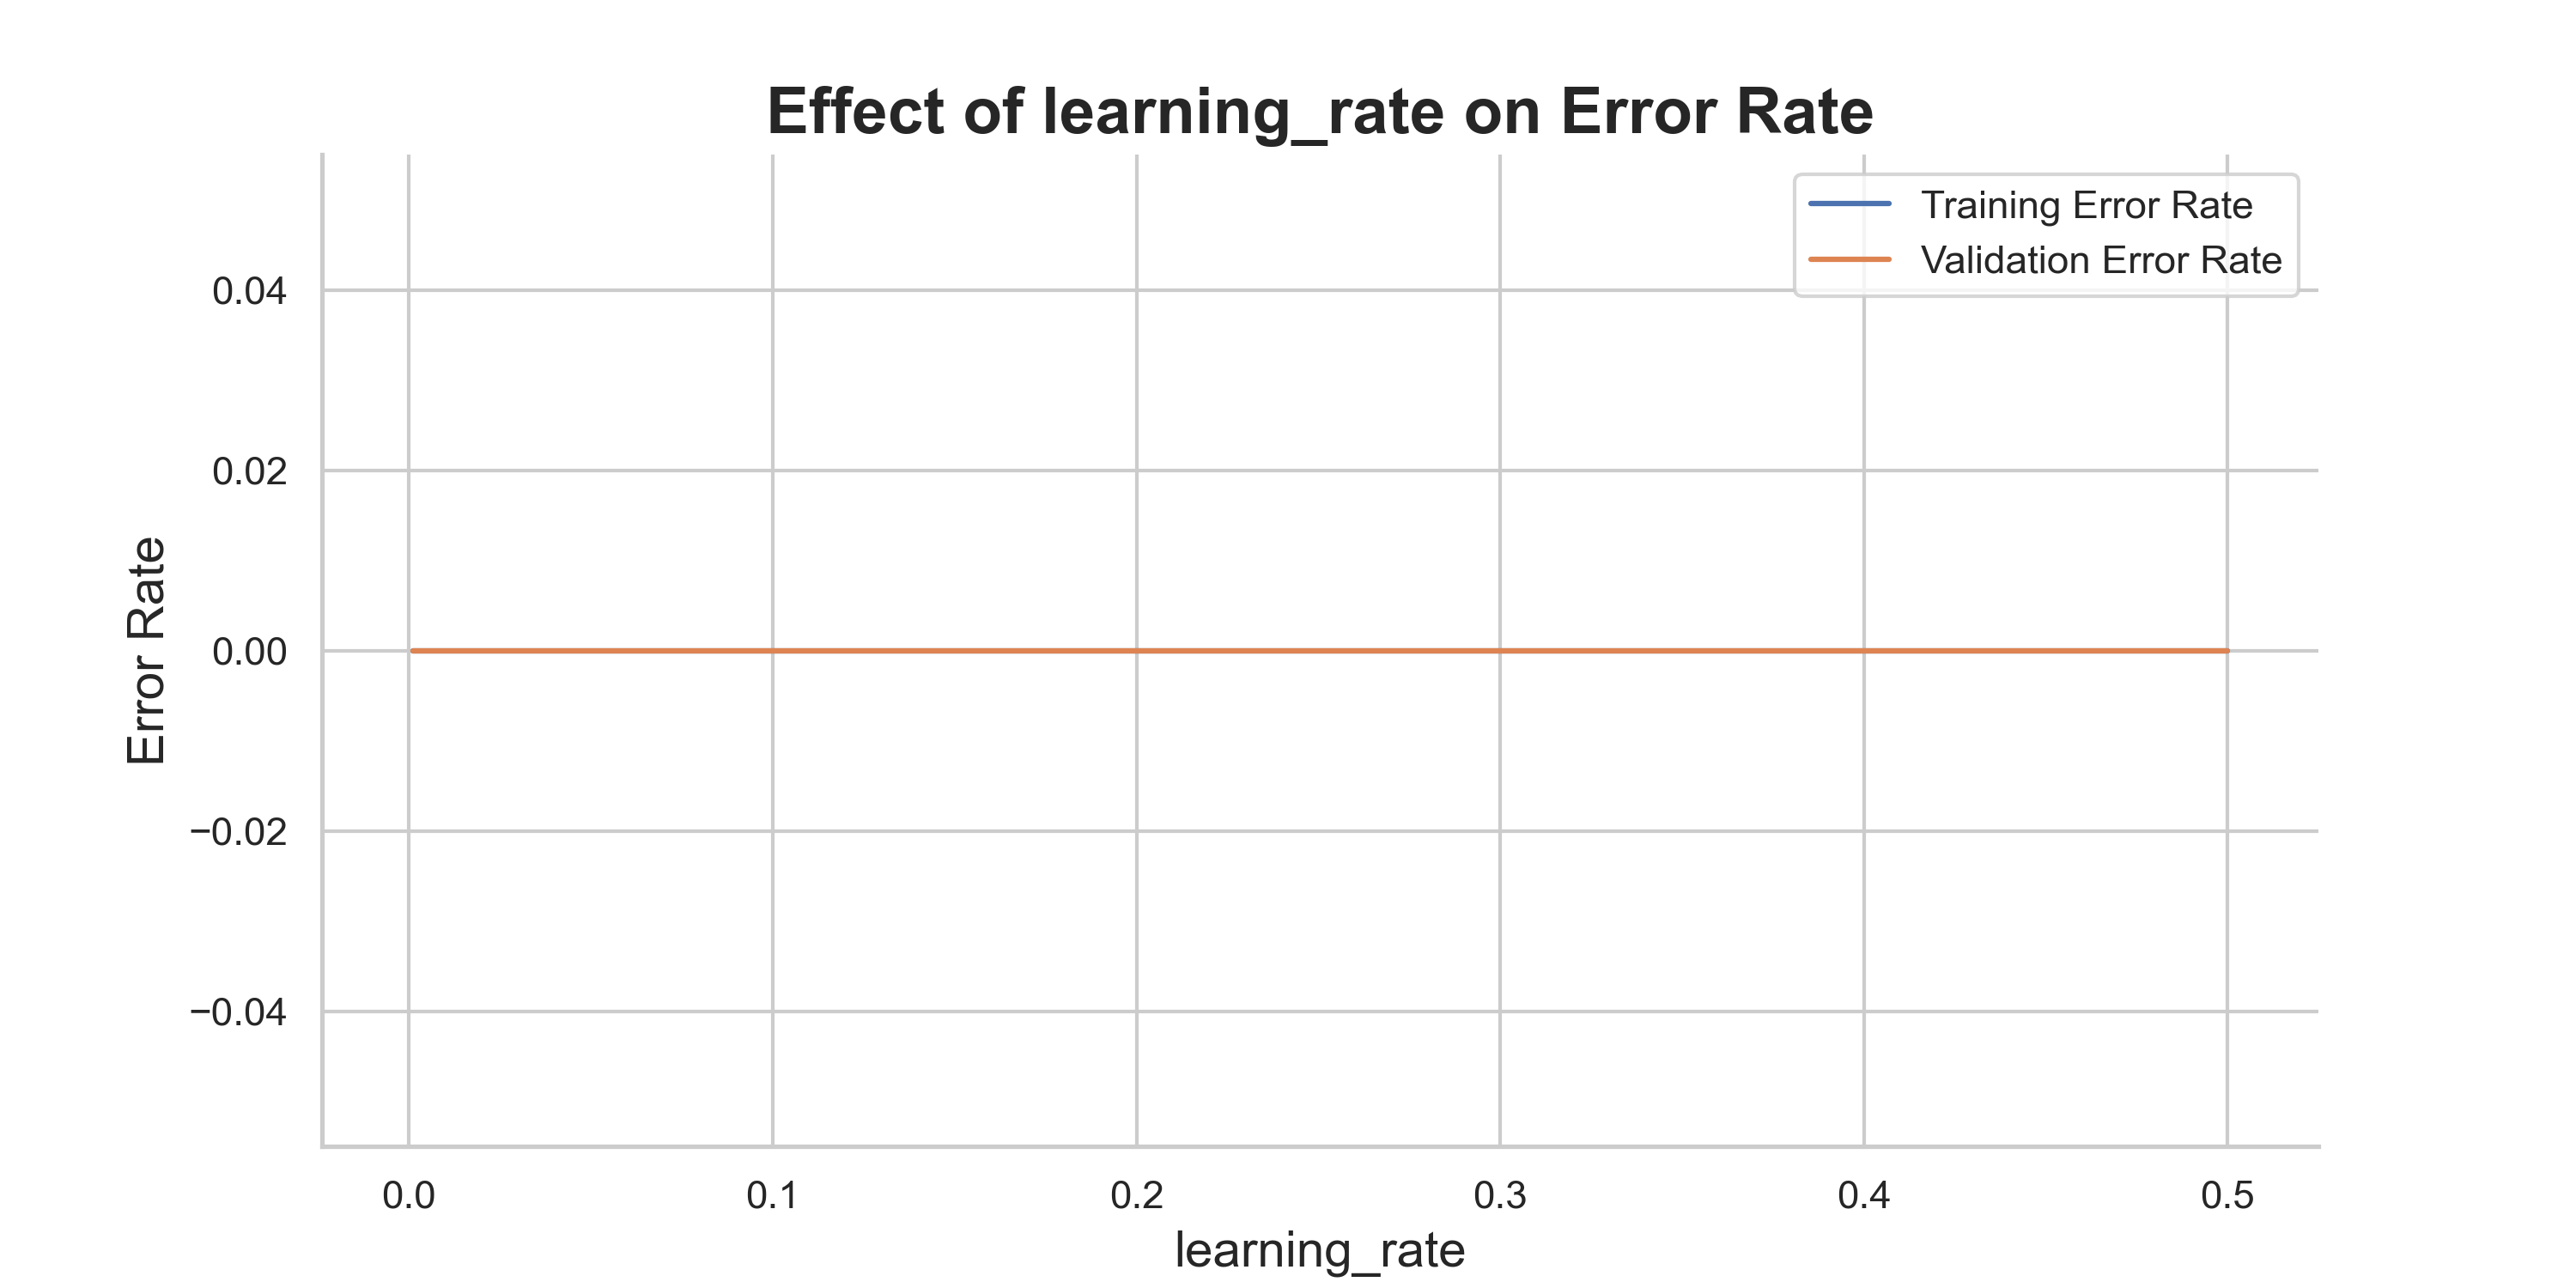 Effect of learning_rate on Error Rate
Training Error Rate
Validation Error Rate
0.04
0.02
0.00
−0.02
−0.04
Error Rate
0.0 0.1 0.2 0.3 0.4 0.5
learning_rate